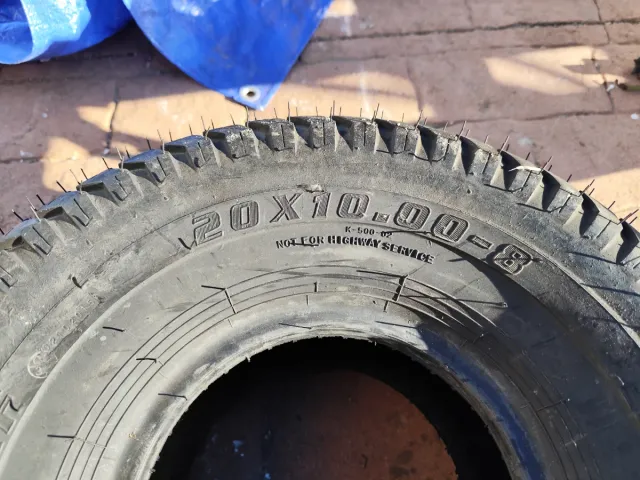 20X10.00-8
K-500-02
NOT FOR HIGHWAY SERVICE